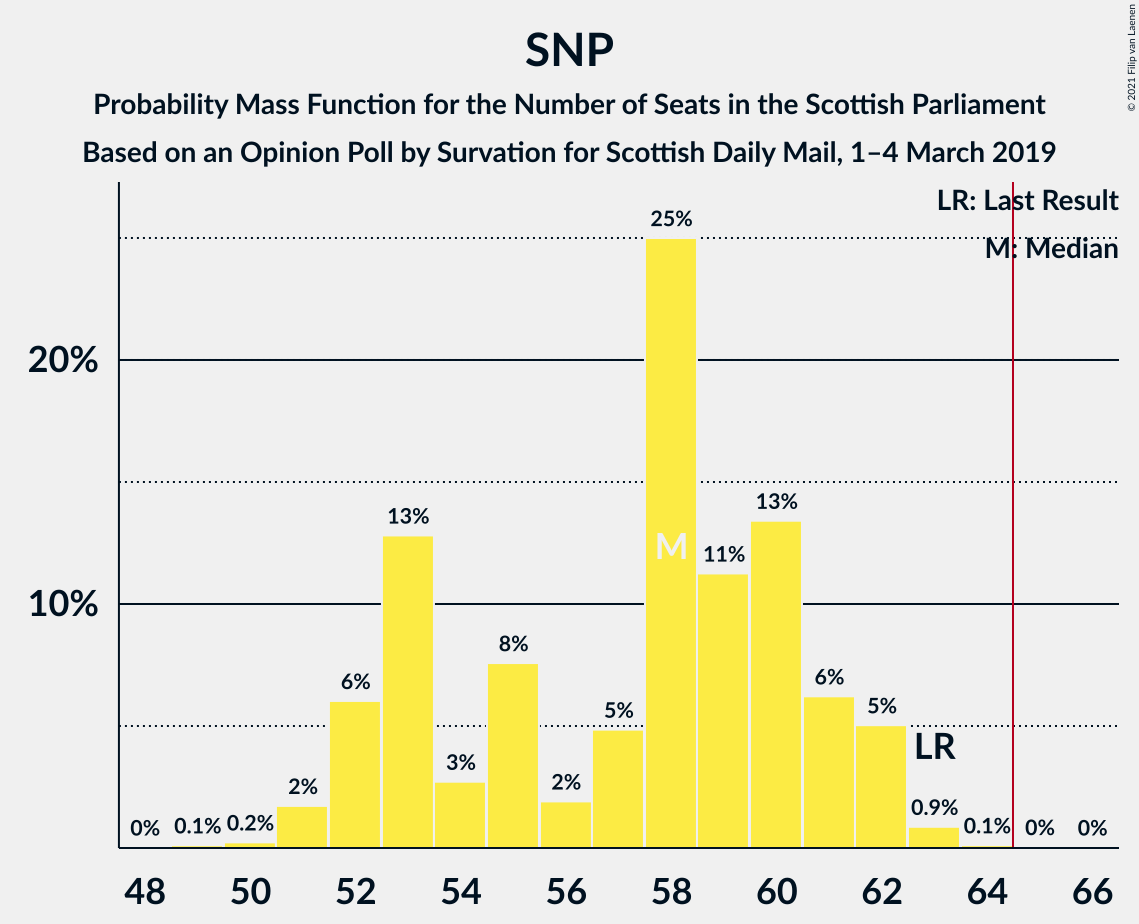 SNP
Probability Mass Function for the Number of Seats in the Scottish Parliament
Based on an Opinion Poll by Survation for Scottish Daily Mail, 1–4 March 2019
© 2021 Filip van Laenen
LR: Last Result
M: Median
20%
10%
0%
0.1%
0.2%
2%
6%
13%
3%
8%
2%
5%
25%
M
11%
13%
6%
5%
LR
0.9%
0.1%
0%
0%
48 50 52 54 56 58 60 62 64 66